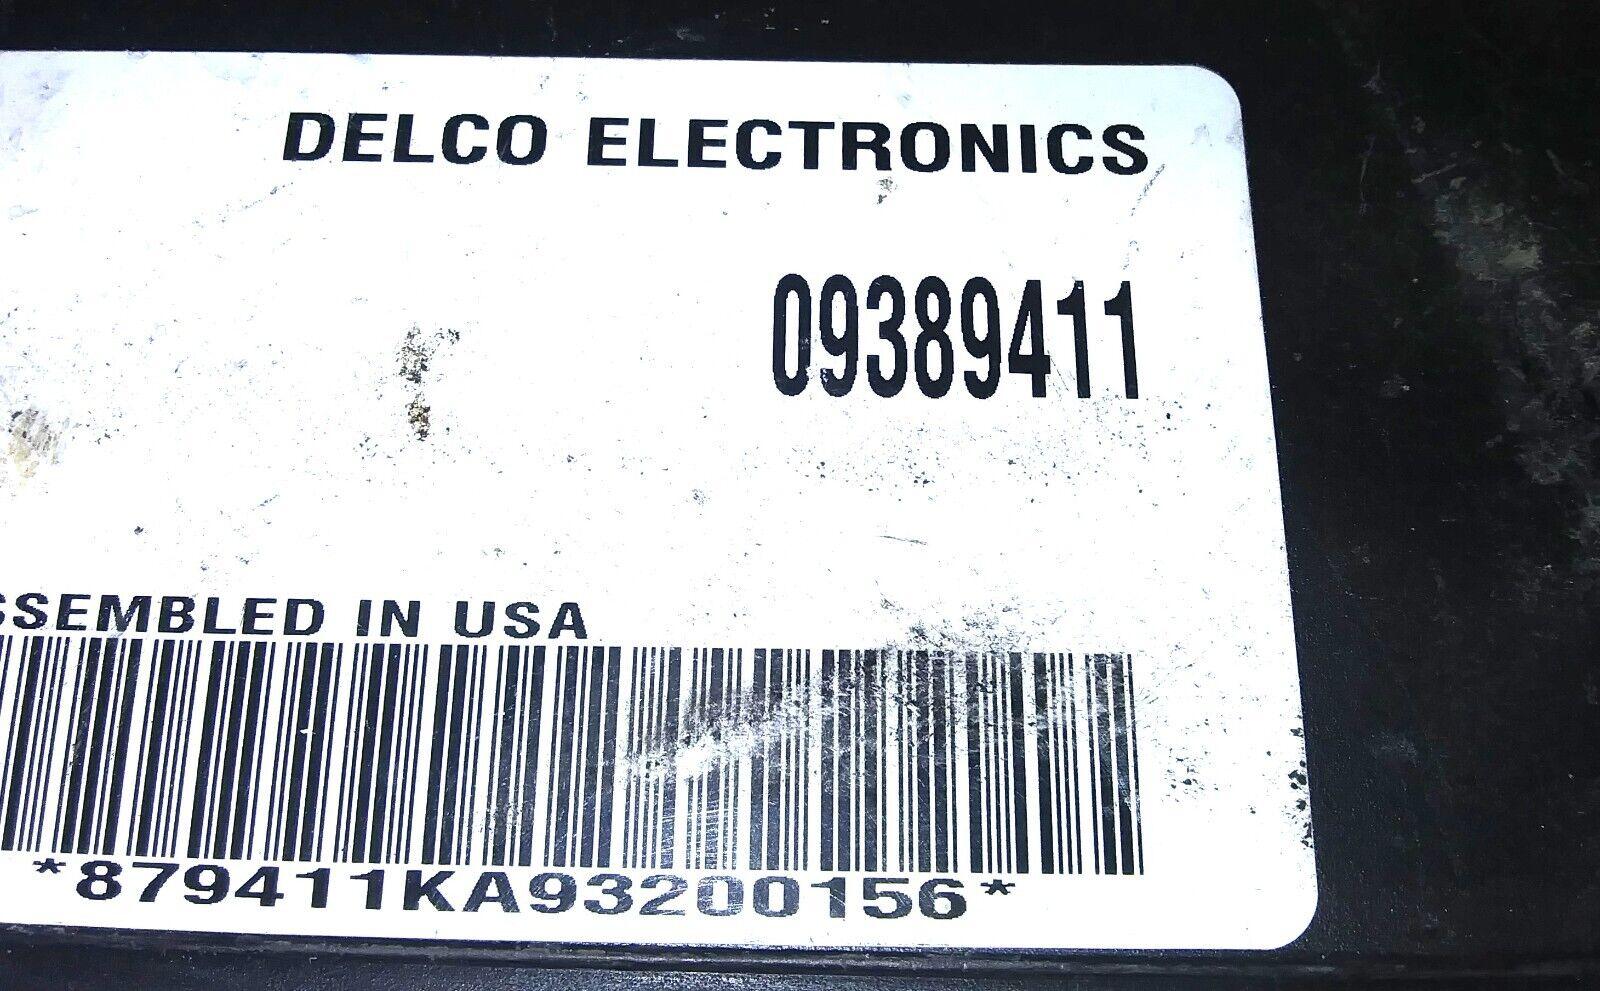 DELCO ELECTRONICS
09389411
SSEMBLED IN USA
*879411KA93200156*